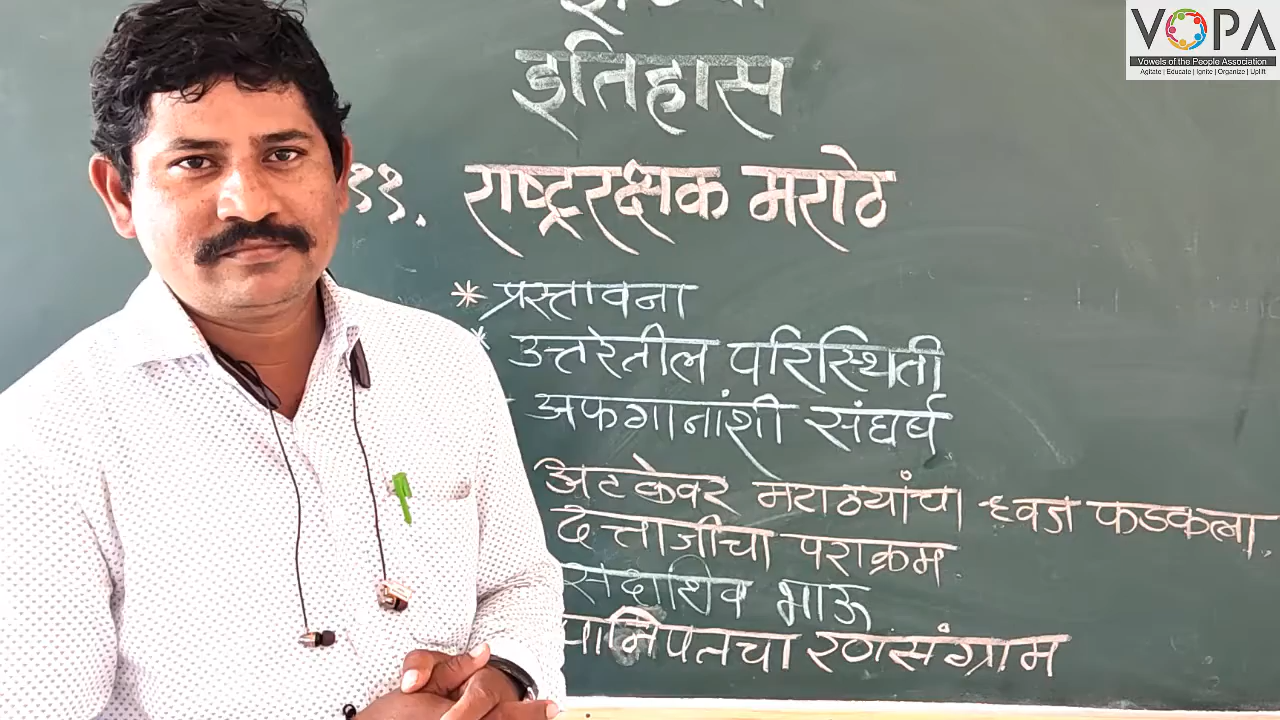 VOPA
Vowels of the People Association
Agitate | Educate | Ignite | Organize | Uplift
इतिहास
११. राष्ट्ररक्षक मराठे
* प्रस्तावना
* उत्तरेतील परिस्थिती
अफगानांशी संघर्ष
अटकेवर मराठयांचा ध्वज फडकला.
दत्ताजींचा पराक्रम
सदाशिव भाऊ
पानिपतचा रणसंग्राम